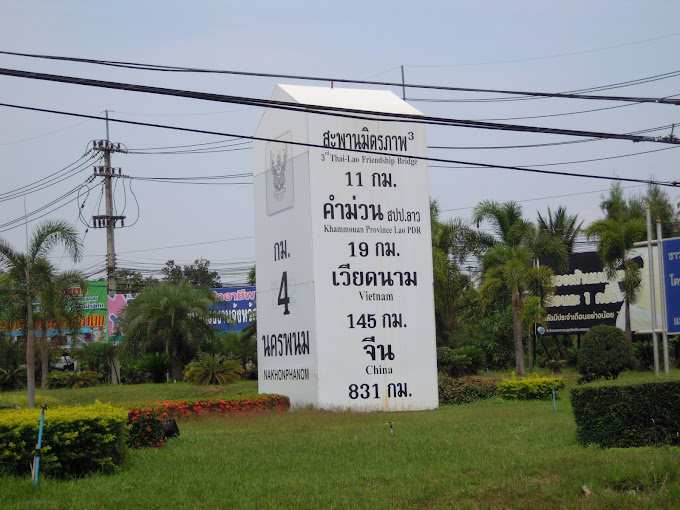 สะพานมิตรภาพ³
3rd Thai-Lao Friendship Bridge
11 กม.
คำม่วน สปป.ลาว
Khammouane Province Lao PDR
19 กม.
เวียดนาม
Vietnam
145 กม.
จีน
China
831 กม.
กม.
4
นครพนม
NAKHONPHANOM